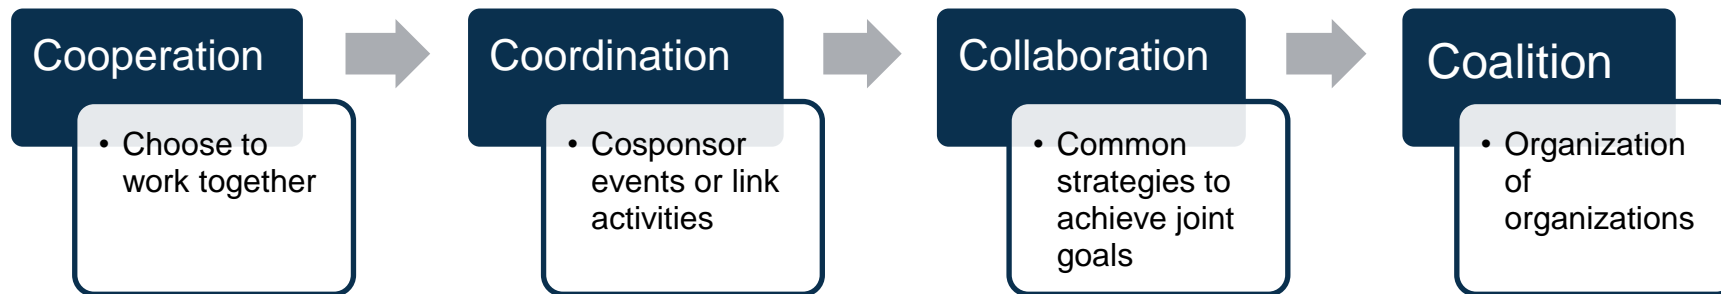 Cooperation
• Choose to
work together
Coordination
• Cosponsor
events or link
activities
Collaboration
• Common
strategies to
achieve joint
goals
Coalition
• Organization
of
organizations